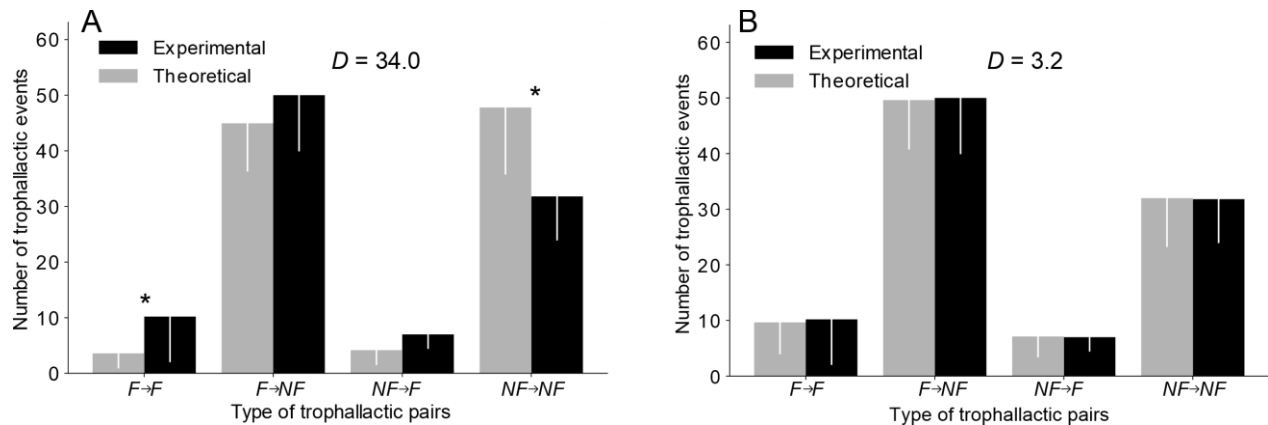 A
Experimental
Theoretical
D = 34.0
*
*
Number of trophallactic events
60
50
40
30
20
10
0
F→F
F→NF
NF→F
NF→NF
Type of trophallactic pairs
B
Experimental
Theoretical
D = 3.2
Number of trophallactic events
60
50
40
30
20
10
0
F→F
F→NF
NF→F
NF→NF
Type of trophallactic pairs